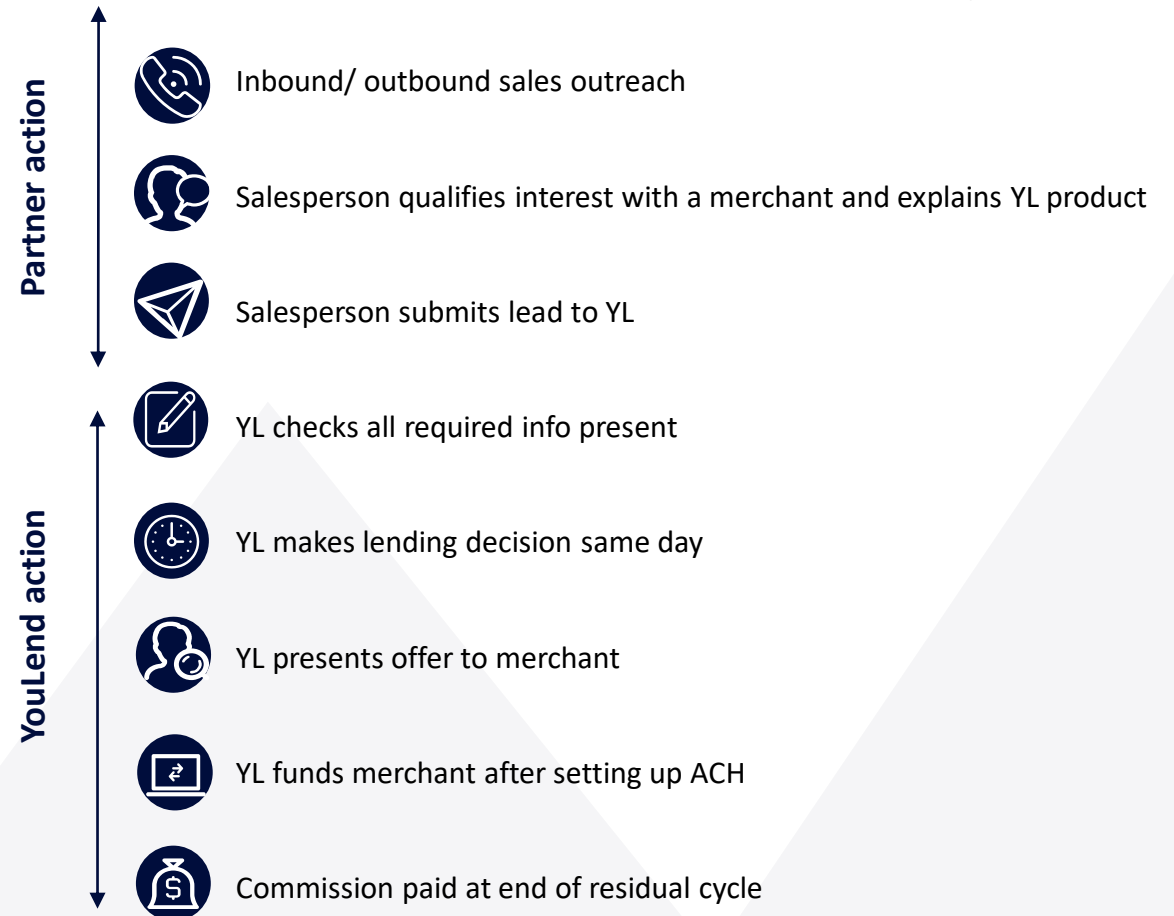 Partner action
Inbound/ outbound sales outreach
Salesperson qualifies interest with a merchant and explains YL product
Salesperson submits lead to YL
YouLend action
YL checks all required info present
YL makes lending decision same day
YL presents offer to merchant
YL funds merchant after setting up ACH
$
Commission paid at end of residual cycle